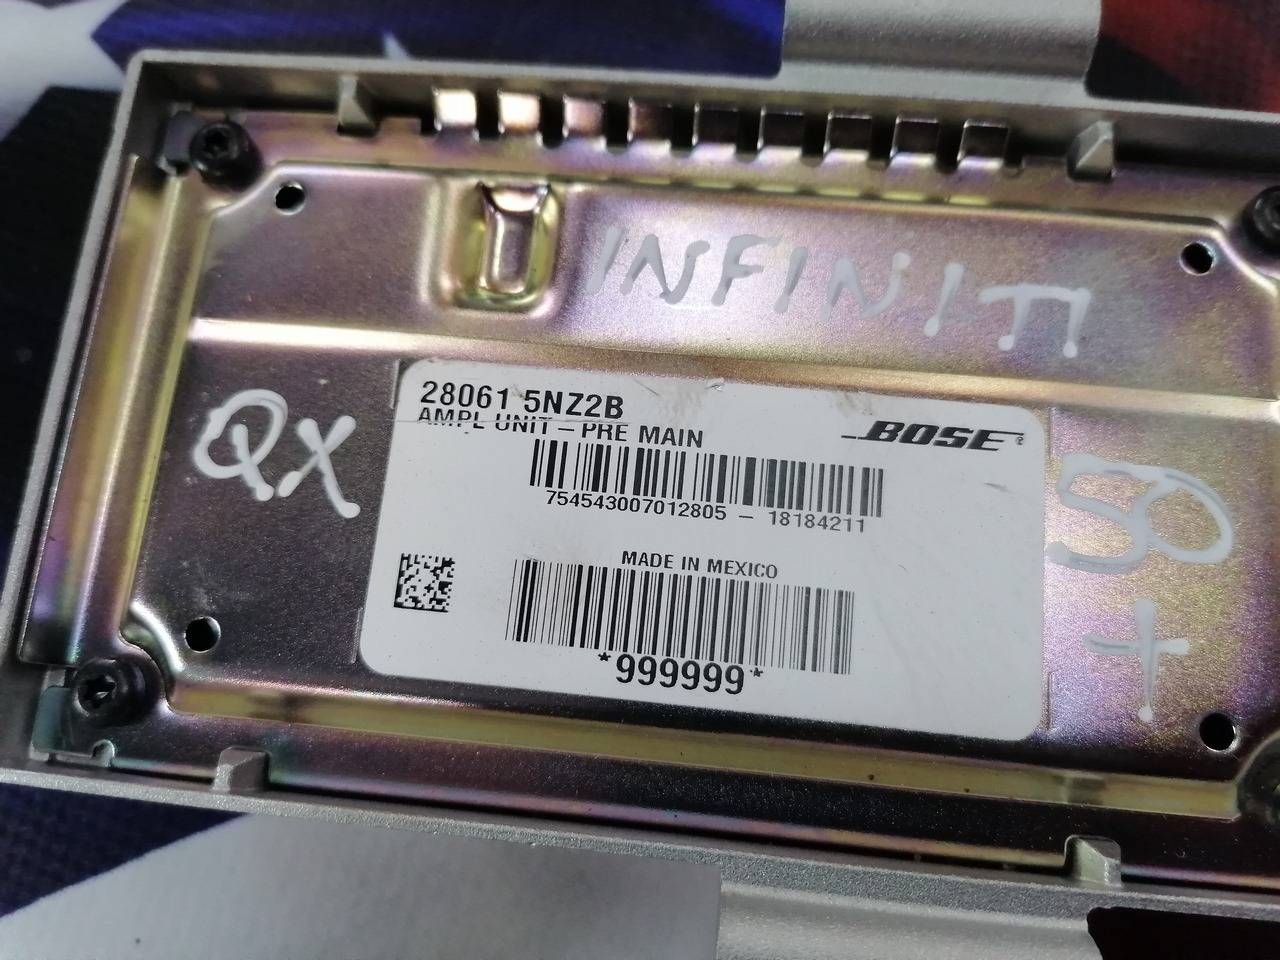 INFINITI
QX
28061 5NZ2B
AMPL UNIT - PRE MAIN
BOSE®
754543007012805 - 18184211
MADE IN MEXICO
*999999*
50
+